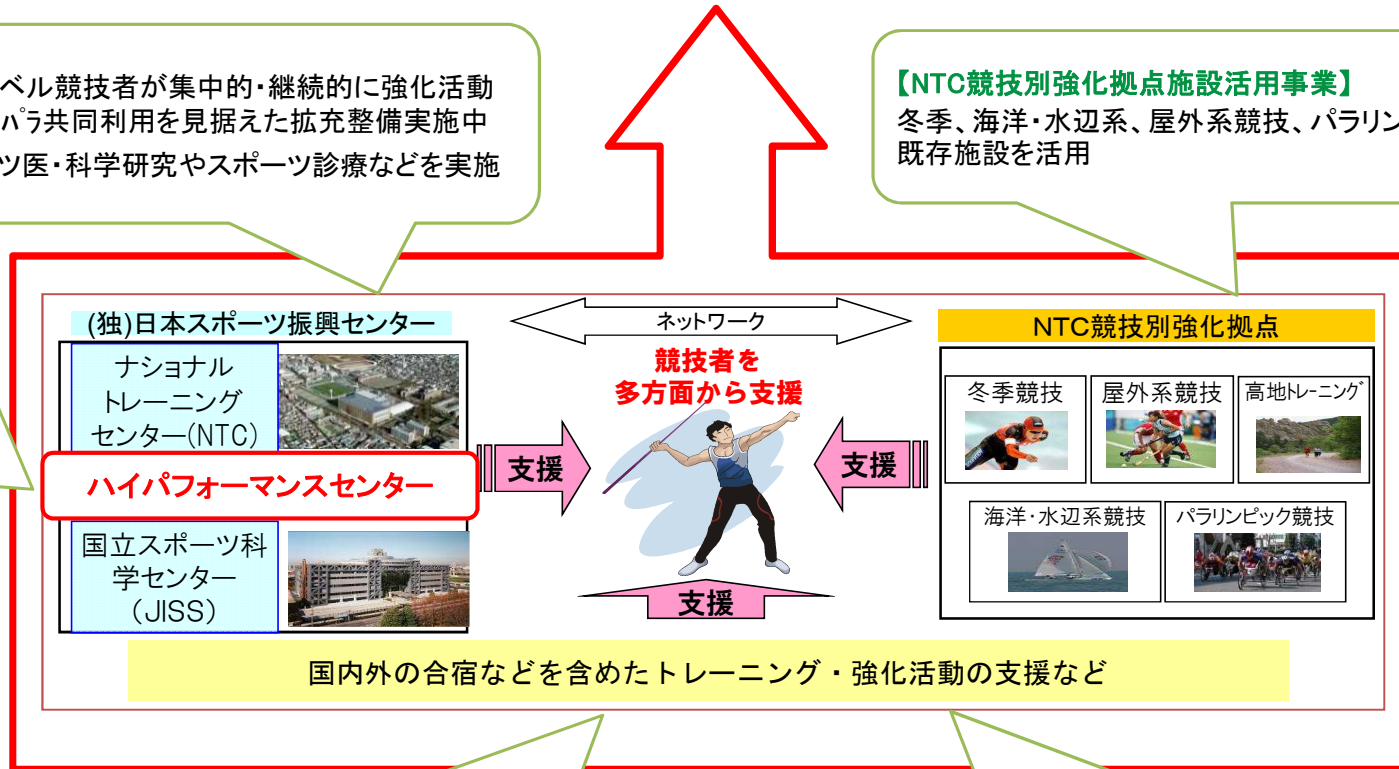 ベル競技者が集中的・継続的に強化活動
パラ共同利用を見据えた拡充整備実施中
ツ医・科学研究やスポーツ診療などを実施
【NTC競技別強化拠点施設活用事業】
冬季、海洋・水辺系、屋外系競技、パラリン
既存施設を活用
(独)日本スポーツ振興センター
ナショナル
トレーニング
センター(NTC)
ハイパフォーマンスセンター
国立スポーツ科
学センター
(JISS)
ネットワーク
競技者を
多方面から支援
支援
支援
支援
NTC競技別強化拠点
冬季競技
屋外系競技
高地トレーニング
海洋・水辺系競技
パラリンピック競技
国内外の合宿などを含めたトレーニング・強化活動の支援など